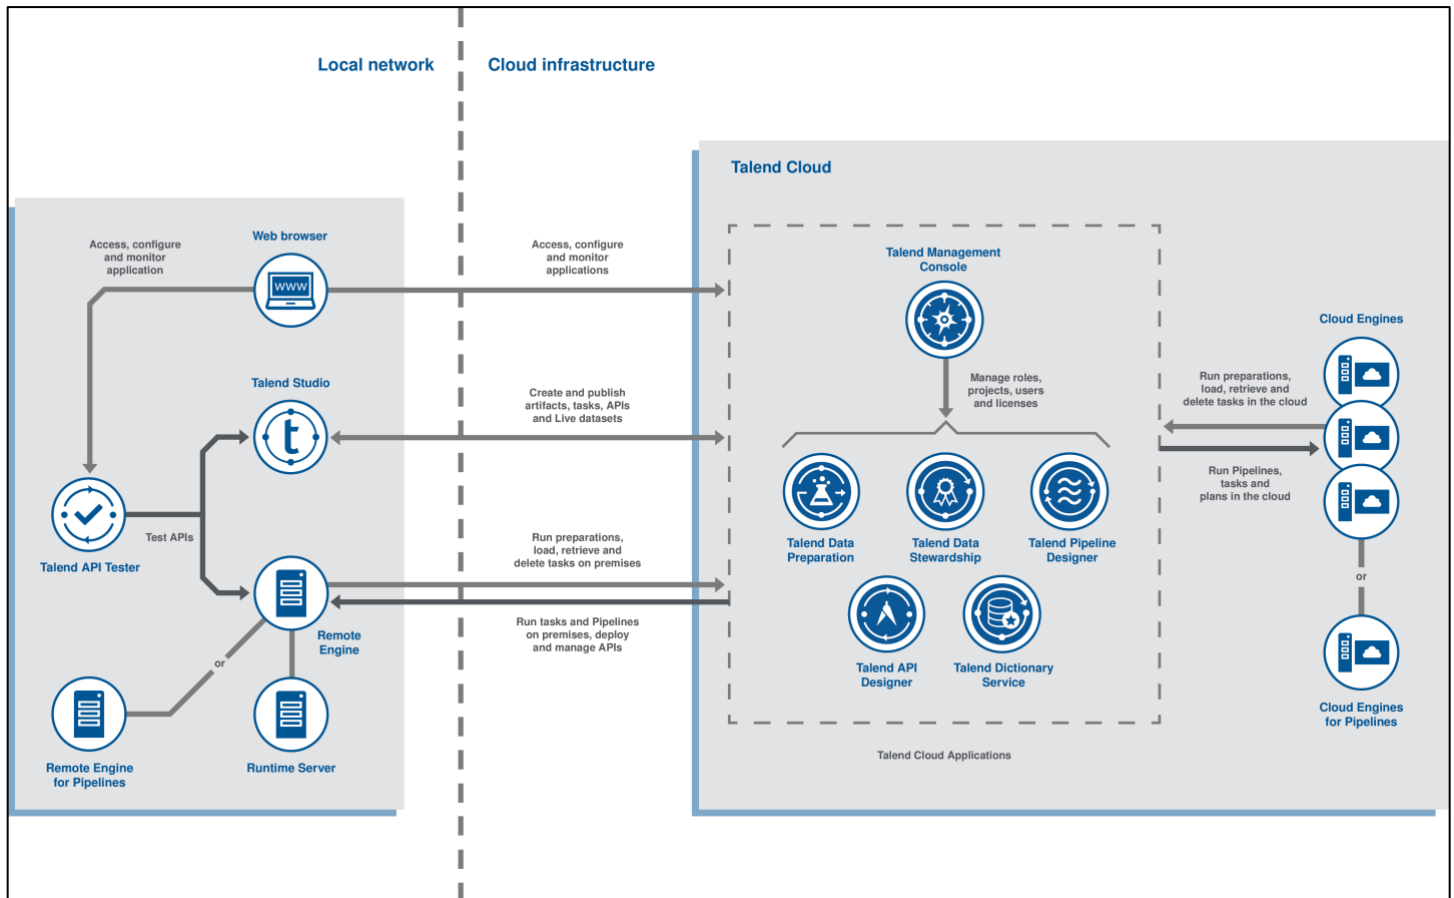 Local network
Cloud infrastructure
Talend Cloud
Web browser
Access, configure
and monitor
application
WWW
Access, configure
and monitor
applications
Talend Management
Console
Cloud Engines
Talend Studio
Manage roles,
projects, users
and licenses
Run preparations,
load, retrieve and
delete tasks in the cloud
Create and publish
artifacts, tasks, APIs
and Live datasets
t
Run Pipelines,
tasks and
plans in the cloud
Test APIs
Talend API Tester
Run preparations,
load, retrieve and
delete tasks on premises
Talend Data
Preparation
Talend Data
Stewardship
Talend Pipeline
Designer
or
Run tasks and Pipelines
on premises, deploy
and manage APIs
Remote
Engine
or
Talend API
Designer
Talend Dictionary
Service
Cloud Engines
for Pipelines
Remote Engine
for Pipelines
Runtime Server
Talend Cloud Applications